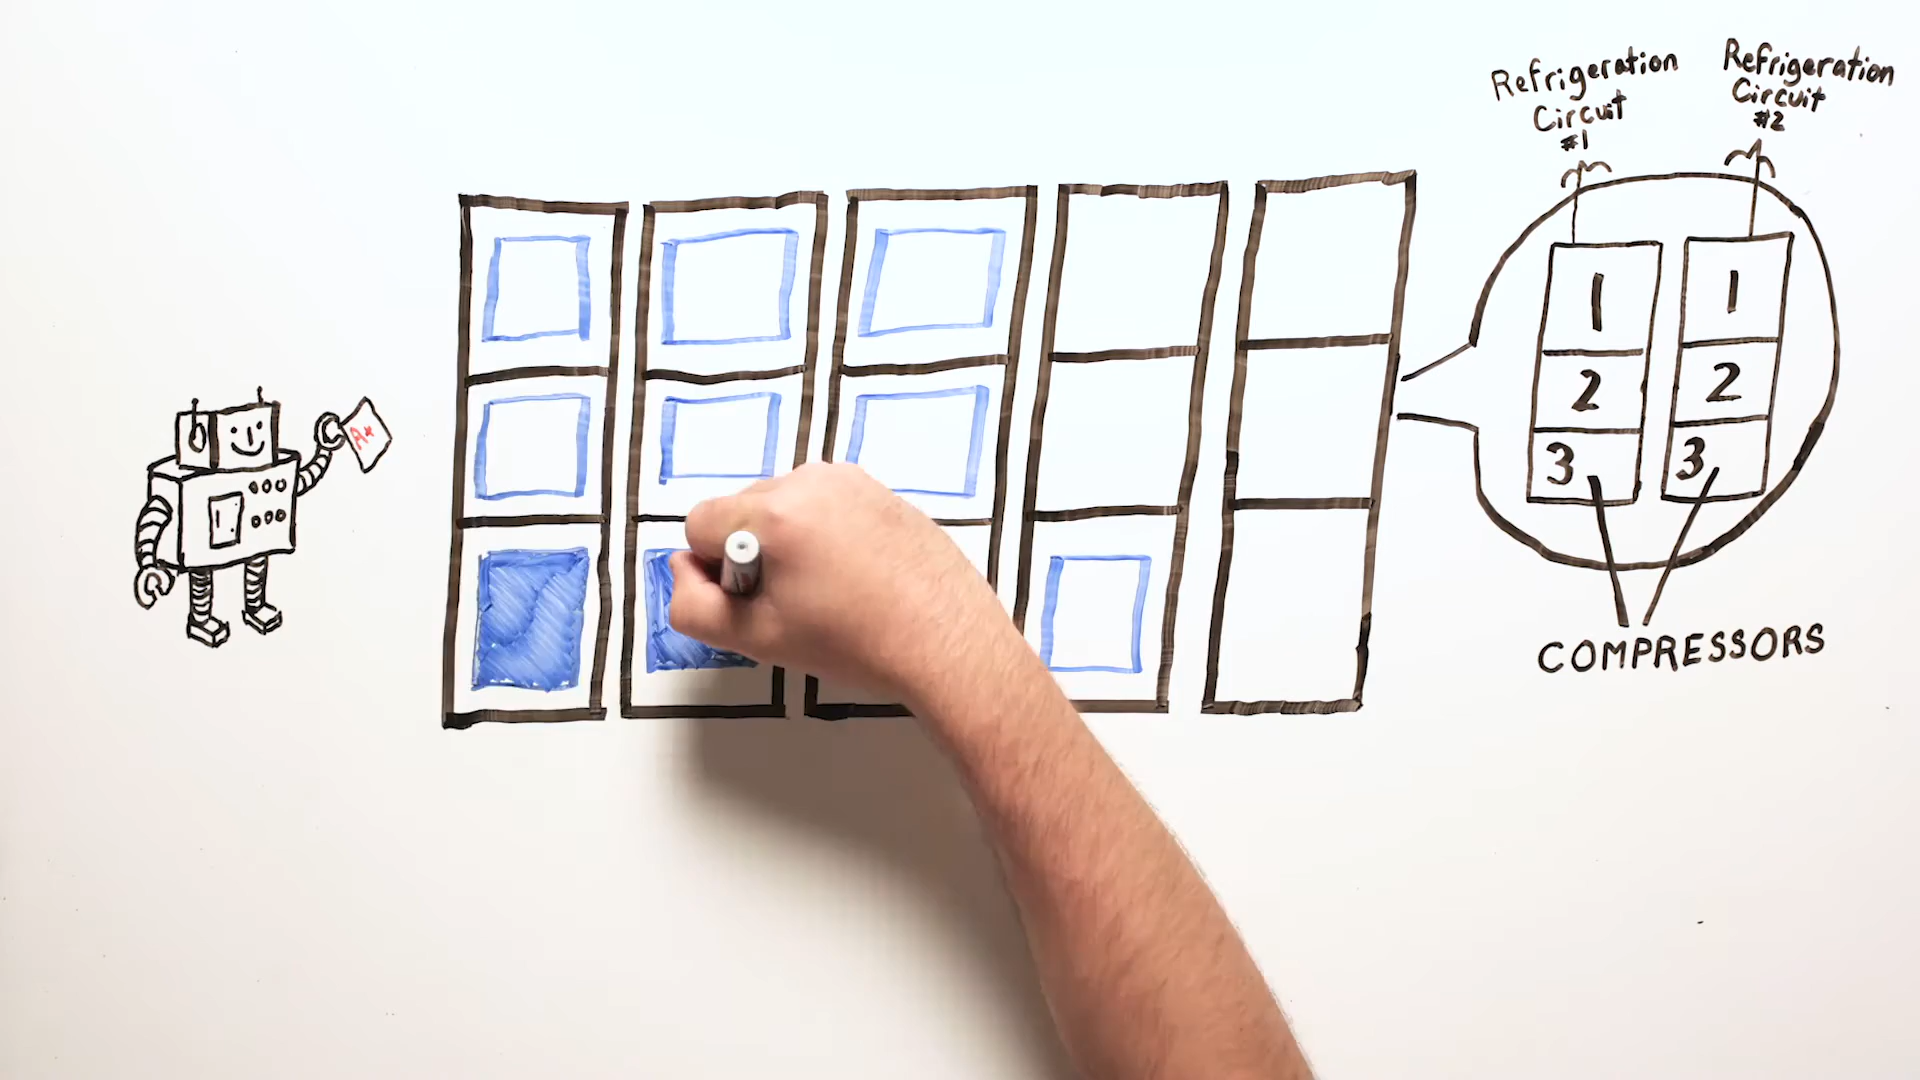 Refrigeration
Circuit
#1
Refrigeration
Circuit
#2
1
2
3
1
2
3
A+
COMPRESSORS